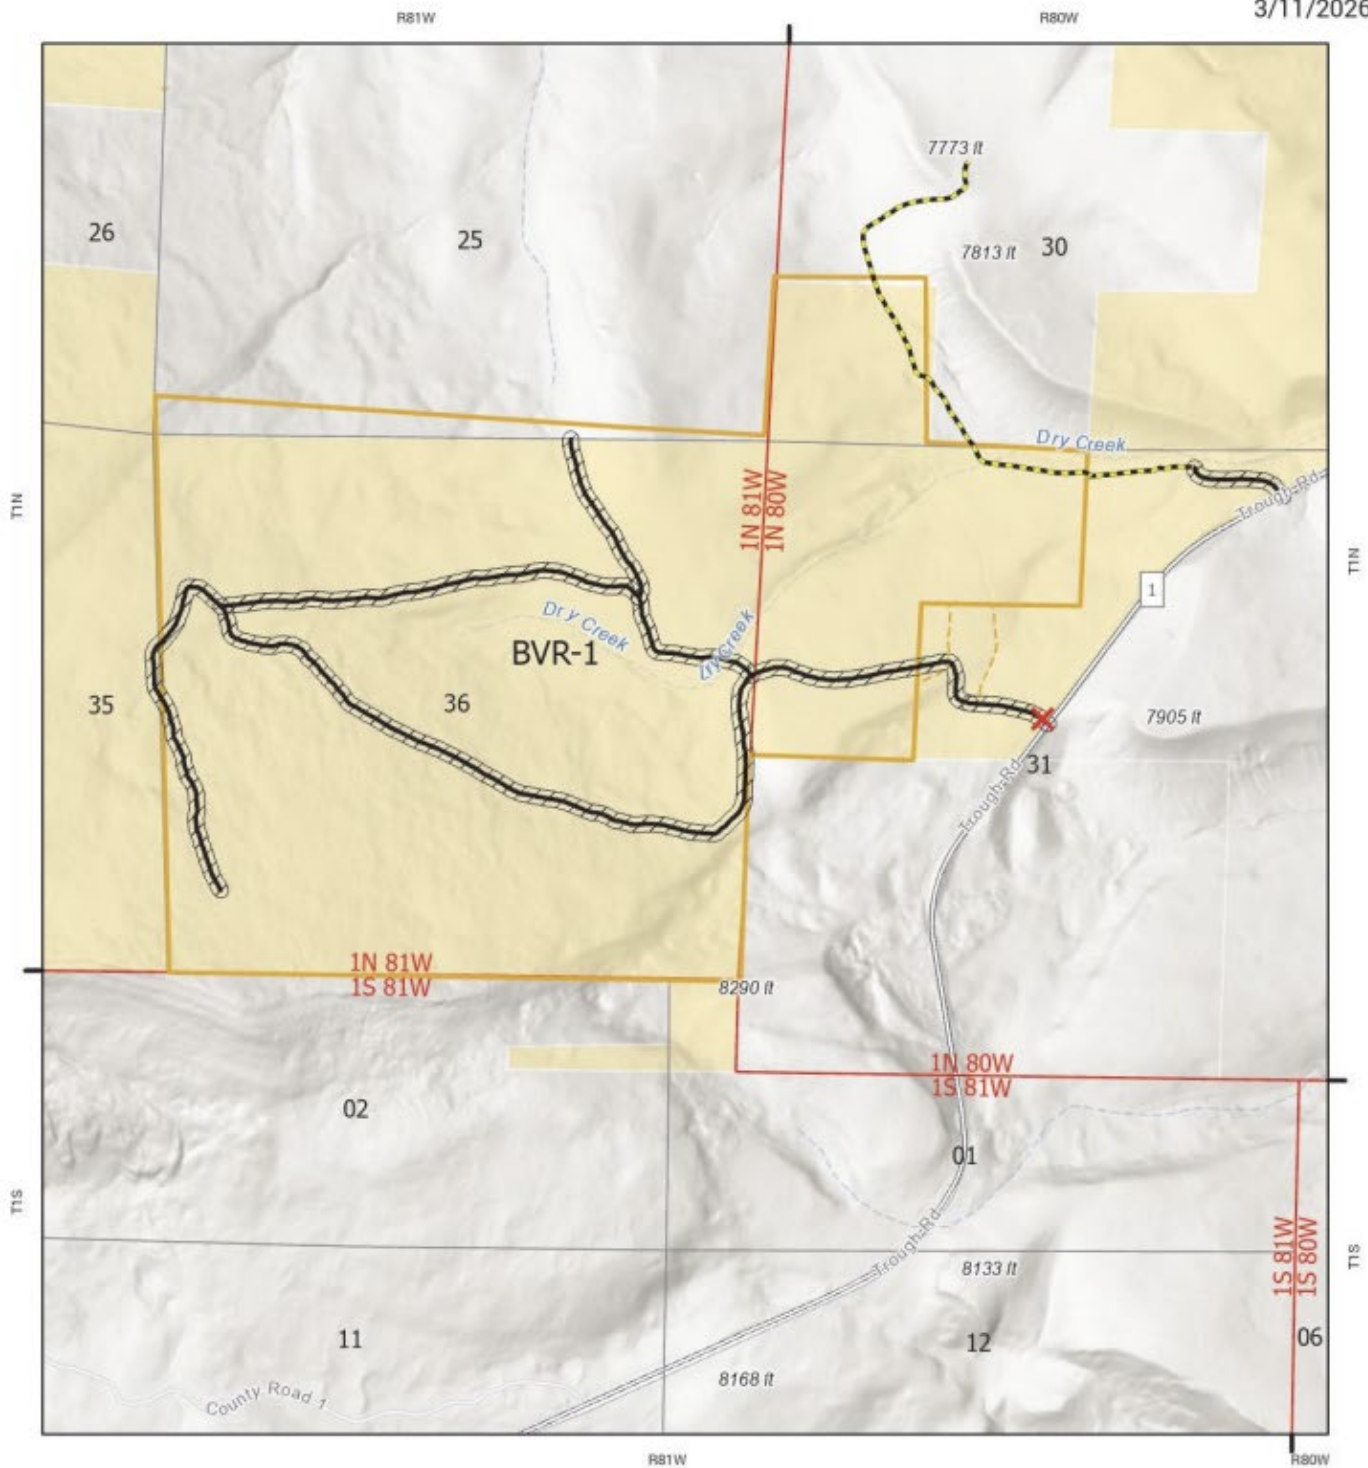 3/11/2026
R81W
R80W
7773 ft
26
25
7813 ft
30
Dry Creek
1N 81W
1N 80W
Trough Rd
T1N
T1N
1
Dry Creek
BVR-1
35
36
7905 ft
31
Trough Rd
1N 81W
1S 81W
8290 ft
1N 80W
1S 81W
02
01
T1S
Trough Rd
1S 81W
1S 80W
T1S
8133 ft
11
12
06
8168 ft
County Road 1
R81W
R80W